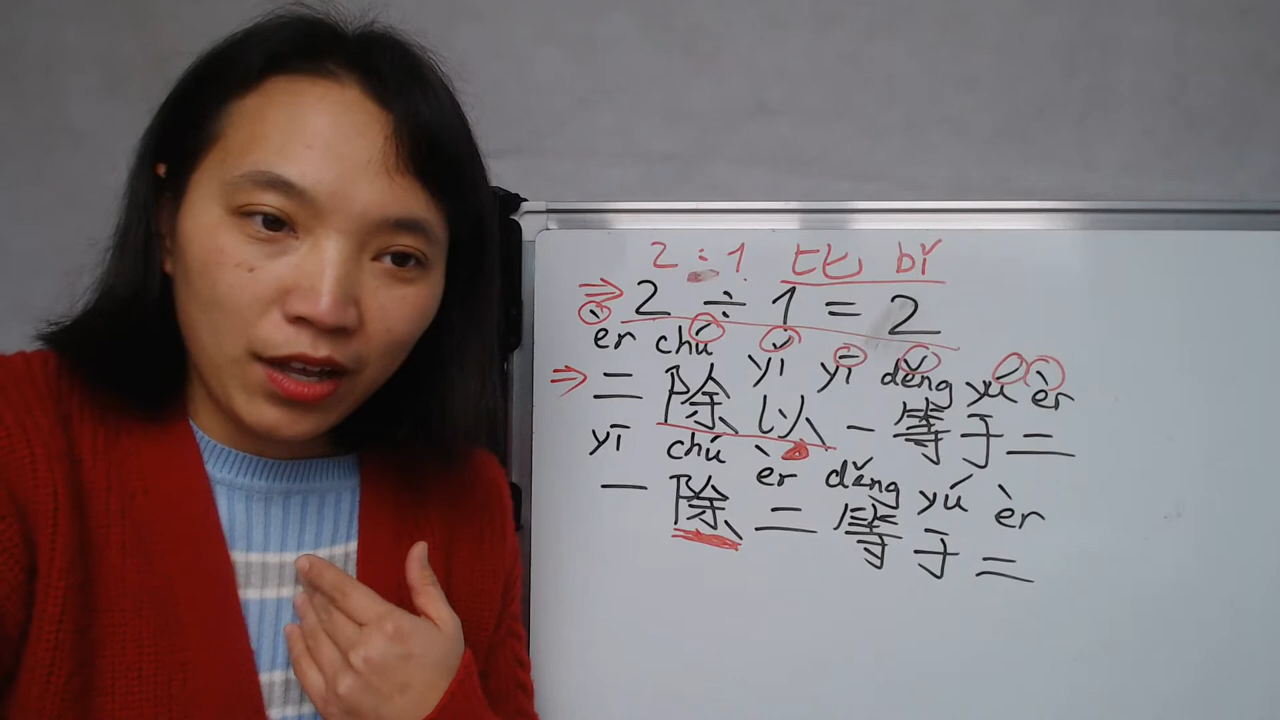 2 : 1 比 bǐ
⇒ 2 ÷ 1 = 2
èr chú yǐ yī děng yú èr
⇒ 二 除 以 一 等 于 二
yī chú èr děng yú èr
一 除 二 等 于 二